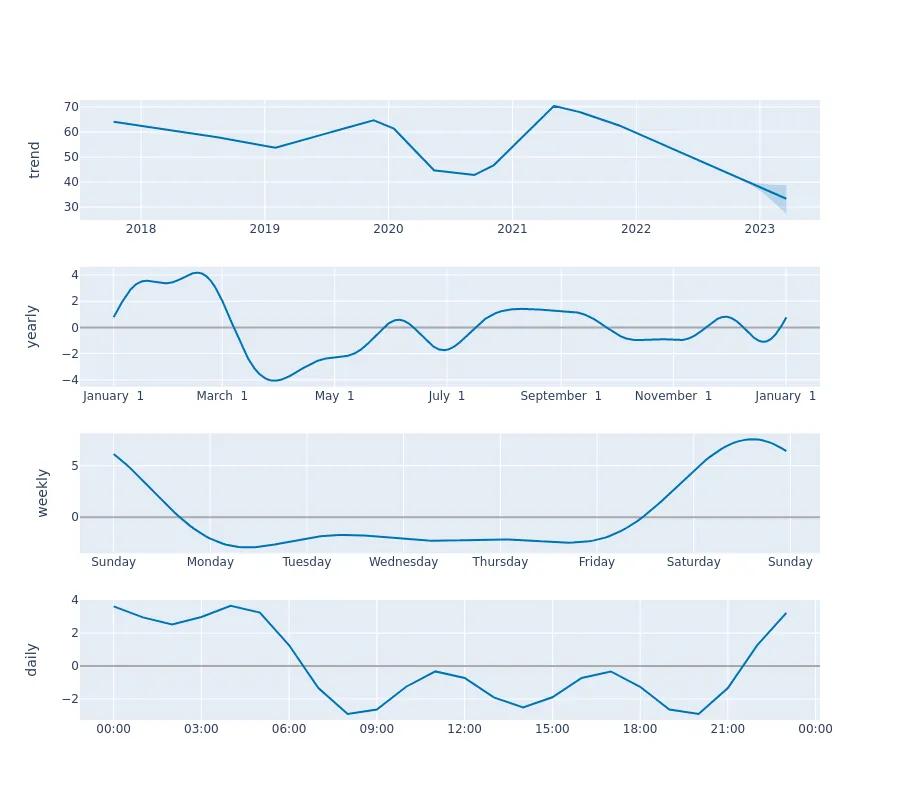 70
60
50
40
30
trend
2018 2019 2020 2021 2022 2023
4
2
0
−2
−4
yearly
January 1 March 1 May 1 July 1 September 1 November 1 January 1
5
0
weekly
Sunday Monday Tuesday Wednesday Thursday Friday Saturday Sunday
4
2
0
−2
daily
00:00 03:00 06:00 09:00 12:00 15:00 18:00 21:00 00:00